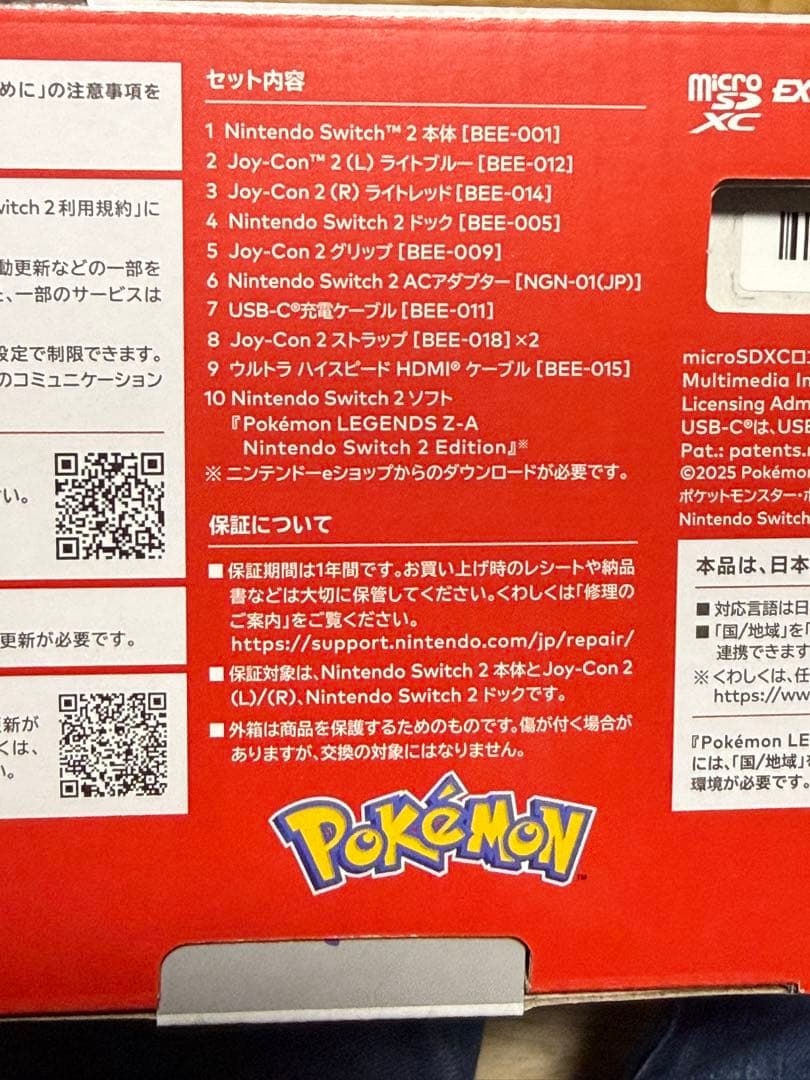 めに」の注意事項を
witch 2利用規約」に
動更新などの一部を
、一部のサービスは
設定で制限できます。
のコミュニケーション
い。
更新が必要です。
新が
くは、
い。
セット内容
1 Nintendo Switch™ 2 本体 [BEE-001]
2 Joy-Con™ 2 (L) ライトブルー [BEE-012]
3 Joy-Con 2 (R) ライトレッド [BEE-014]
4 Nintendo Switch 2 ドック [BEE-005]
5 Joy-Con 2 グリップ [BEE-009]
6 Nintendo Switch 2 ACアダプター [NGN-01(JP)]
7 USB-C®充電ケーブル [BEE-011]
8 Joy-Con 2 ストラップ [BEE-018]×2
9 ウルトラ ハイスピード HDMI® ケーブル [BEE-015]
10 Nintendo Switch 2 ソフト
『Pokémon LEGENDS Z-A
Nintendo Switch 2 Edition』※
※ ニンテンドーeショップからのダウンロードが必要です。
保証について
■ 保証期間は1年間です。お買い上げ時のレシートや納品
書などは大切に保管してください。くわしくは「修理の
ご案内」をご覧ください。
https://support.nintendo.com/jp/repair/
■ 保証対象は、Nintendo Switch 2 本体とJoy-Con 2
(L)/(R)、Nintendo Switch 2 ドックです。
■ 外箱は商品を保護するためのものです。傷が付く場合が
ありますが、交換の対象にはなりません。
POKéMON™
micro
SD
XC
EX
microSDXCロゴ
Multimedia In
Licensing Adm
USB-C®は、USB
Pat.: patents.n
©2025 Pokémon
ポケットモンスター・ポ
Nintendo Switch
本品は、日本
■ 対応言語は日
■「国/地域」を「
連携できます
※くわしくは、任
https://www
『Pokémon LE
には、「国/地域」を
環境が必要です。